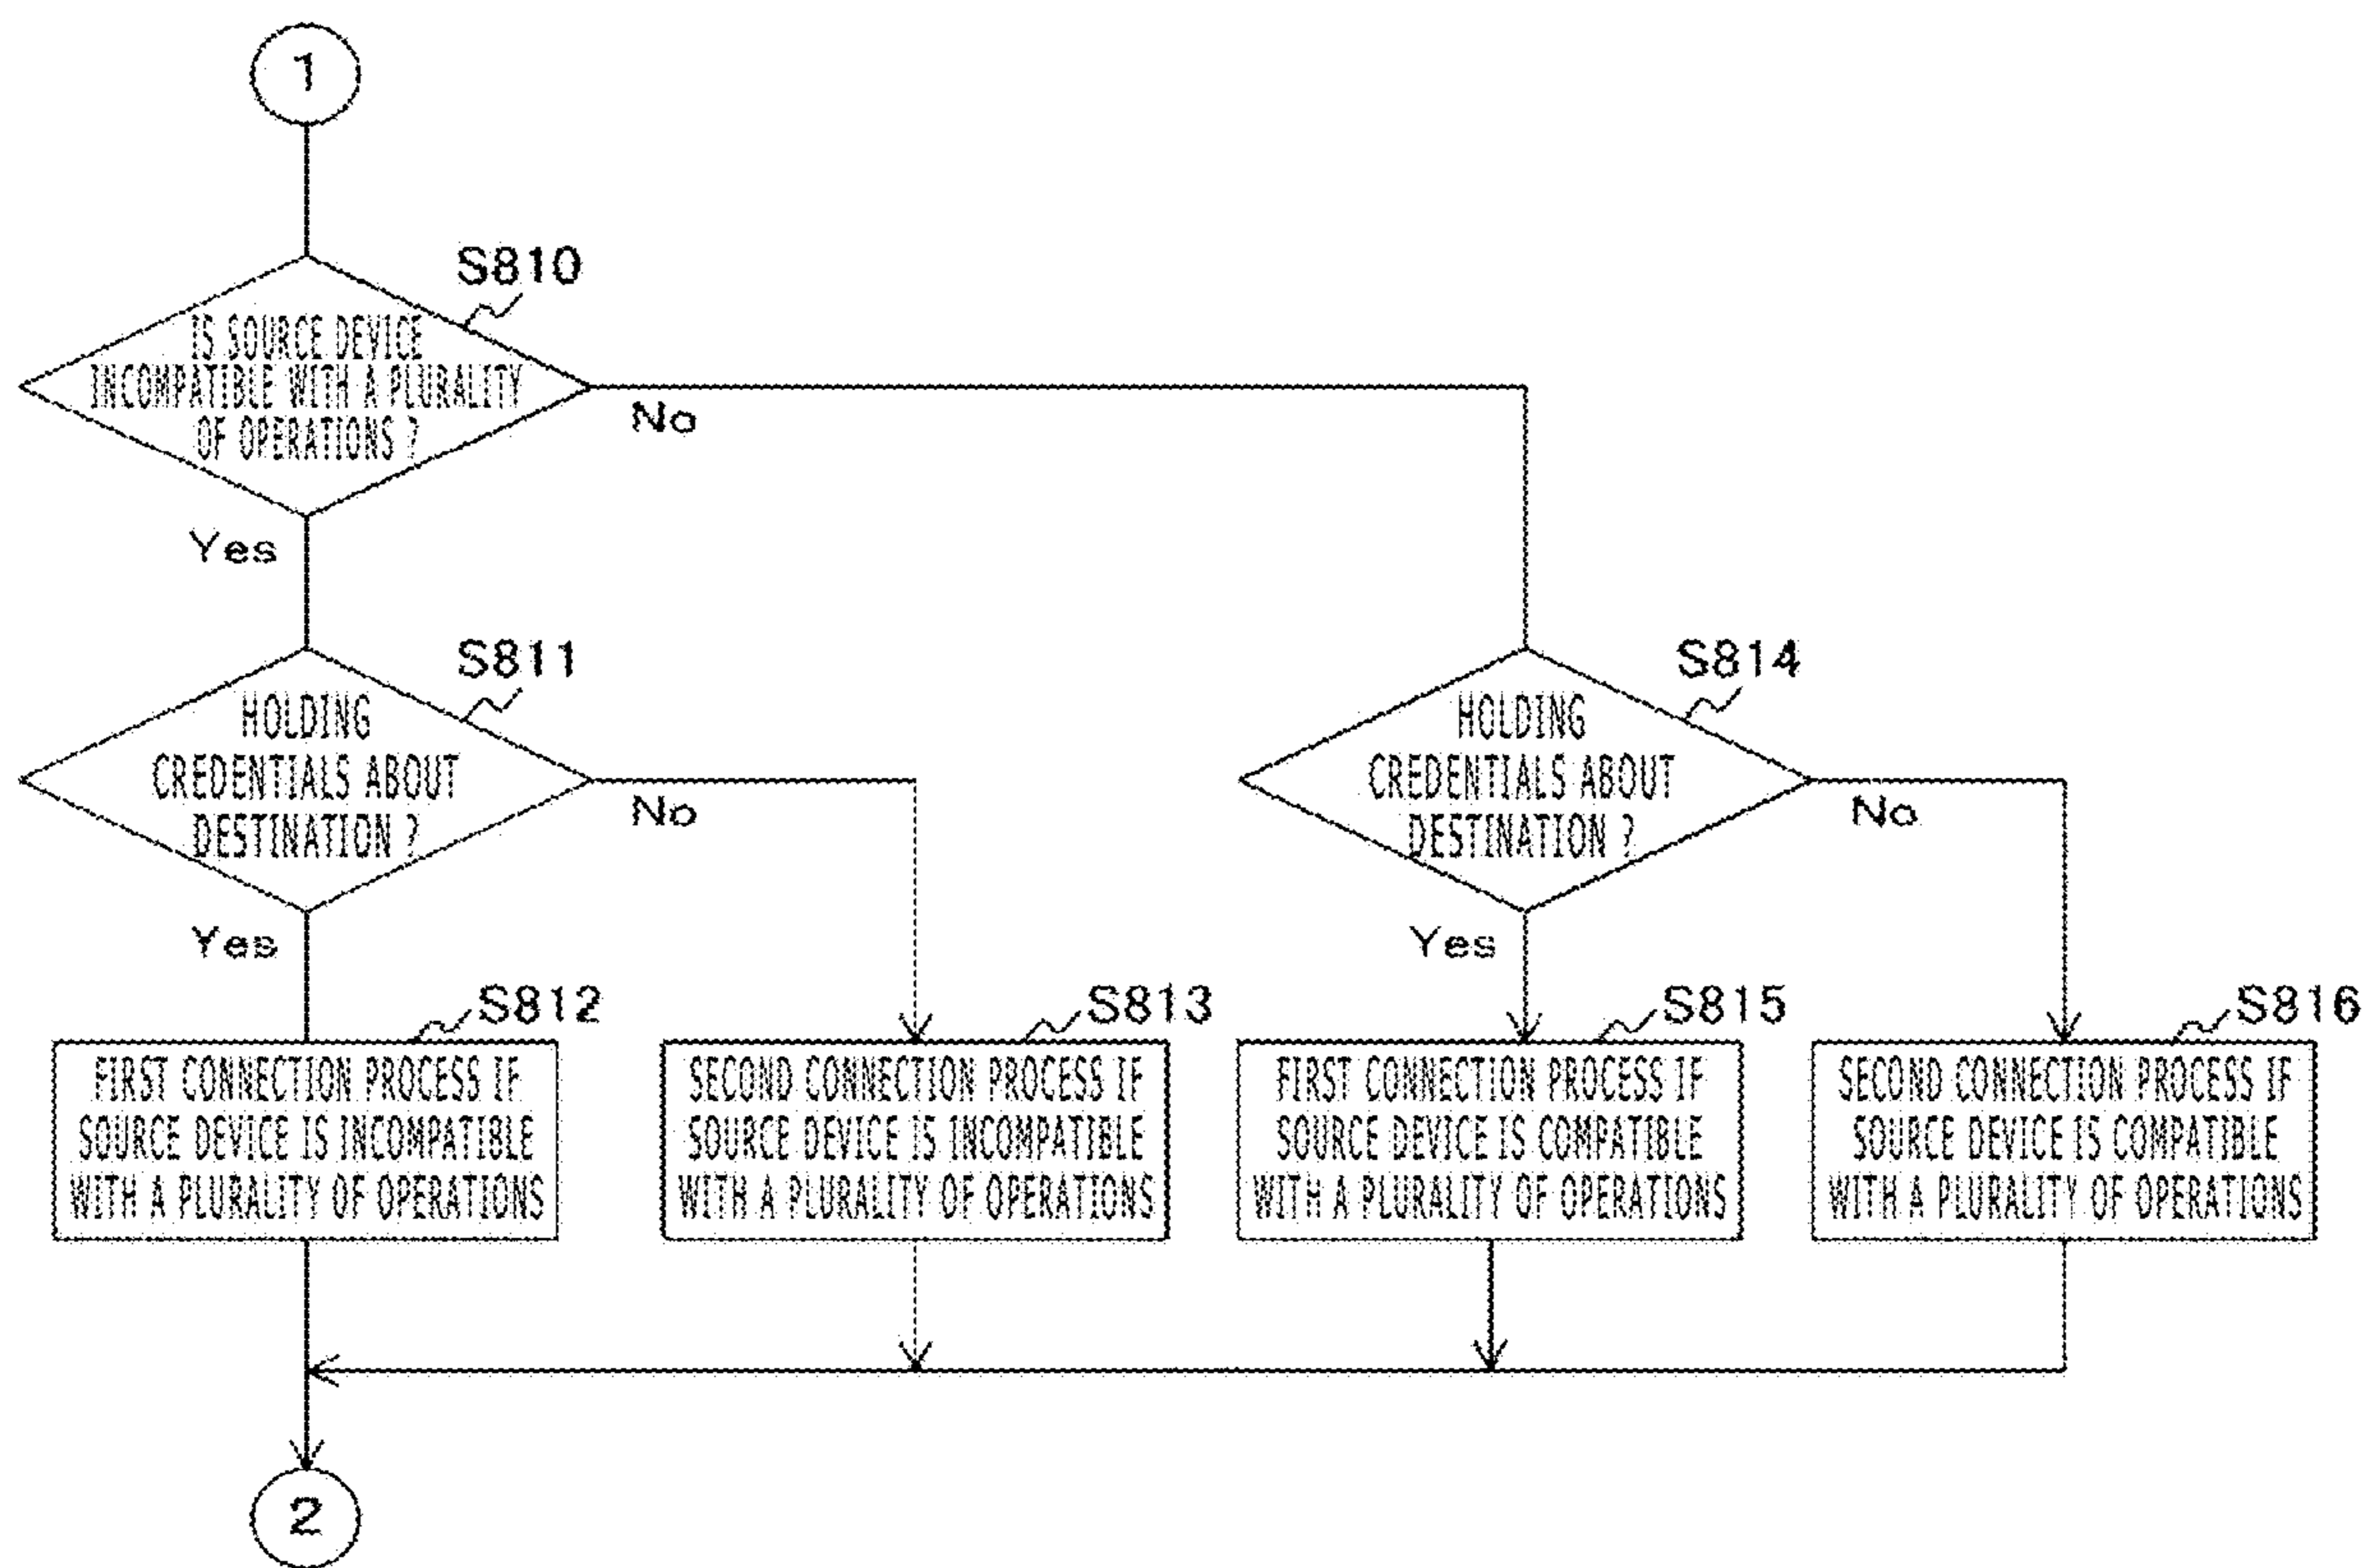 1
S810
IS SOURCE DEVICE
INCOMPATIBLE WITH A PLURALITY
OF OPERATIONS ?
No
Yes
S811
HOLDING
CREDENTIALS ABOUT
DESTINATION ?
No
Yes
S814
HOLDING
CREDENTIALS ABOUT
DESTINATION ?
No
Yes
S812
FIRST CONNECTION PROCESS IF
SOURCE DEVICE IS INCOMPATIBLE
WITH A PLURALITY OF OPERATIONS
S813
SECOND CONNECTION PROCESS IF
SOURCE DEVICE IS INCOMPATIBLE
WITH A PLURALITY OF OPERATIONS
S815
FIRST CONNECTION PROCESS IF
SOURCE DEVICE IS COMPATIBLE
WITH A PLURALITY OF OPERATIONS
S816
SECOND CONNECTION PROCESS IF
SOURCE DEVICE IS COMPATIBLE
WITH A PLURALITY OF OPERATIONS
2